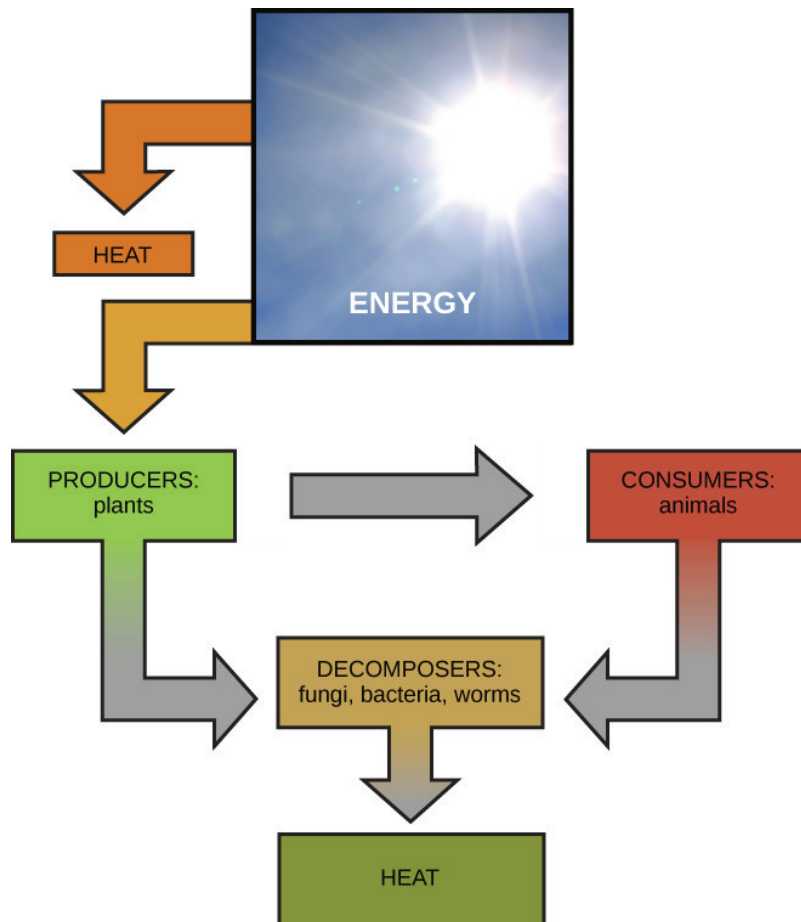 ENERGY
HEAT
PRODUCERS:
plants
CONSUMERS:
animals
DECOMPOSERS:
fungi, bacteria, worms
HEAT